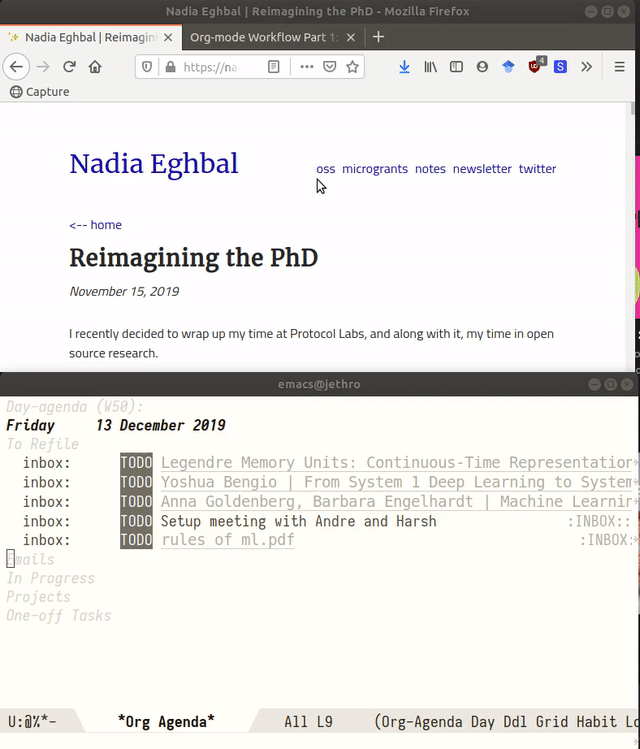 Nadia Eghbal | Reimagining the PhD - Mozilla Firefox
Nadia Eghbal | Reimagini
Org-mode Workflow Part 1:
https://na
4
Capture
Nadia Eghbal
oss microgrants notes newsletter twitter
<-- home
Reimagining the PhD
November 15, 2019
I recently decided to wrap up my time at Protocol Labs, and along with it, my time in open
source research.
emacs@jethro
Day-agenda (W50):
Friday 13 December 2019
To Refile
inbox: TODO Legendre Memory Units: Continuous-Time Representation
inbox: TODO Yoshua Bengio | From System 1 Deep Learning to System
inbox: TODO Anna Goldenberg, Barbara Engelhardt | Machine Learnin
inbox: TODO Setup meeting with Andre and Harsh :INBOX::
inbox: TODO rules of ml.pdf :INBOX:
Emails
In Progress
Projects
One-off Tasks
U:@%*- *Org Agenda* All L9 (Org-Agenda Day Ddl Grid Habit Lo